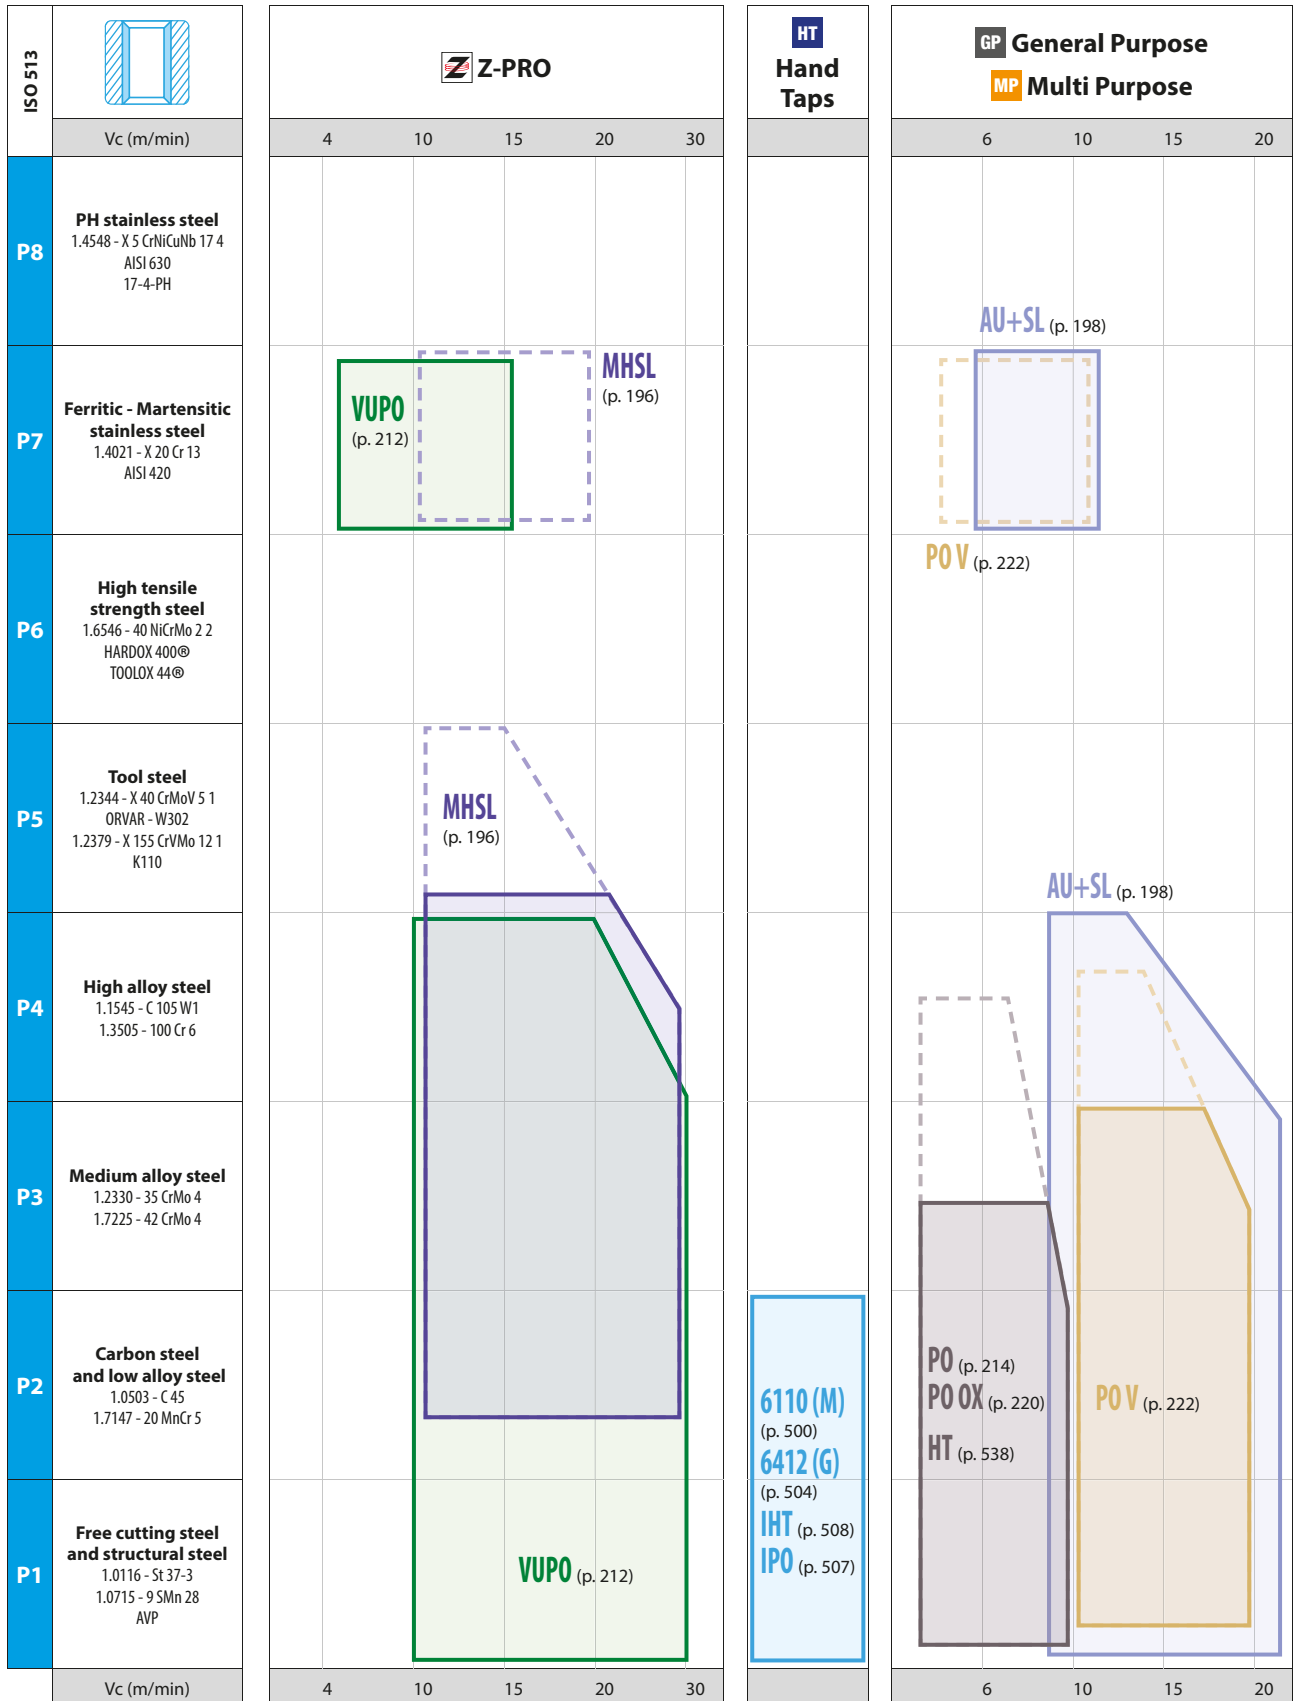 ISO 513
Z-PRO
HT
Hand
Taps
GP General Purpose
MP Multi Purpose
Vc (m/min)
4 10 15 20 30
6 10 15 20
P8
PH stainless steel
1.4548 - X 5 CrNiCuNb 17 4
AISI 630
17-4-PH
AU+SL (p. 198)
P7
Ferritic - Martensitic
stainless steel
1.4021 - X 20 Cr 13
AISI 420
VUPO
(p. 212)
MHSL
(p. 196)
PO V (p. 222)
P6
High tensile
strength steel
1.6546 - 40 NiCrMo 2 2
HARDOX 400®
TOOLOX 44®
P5
Tool steel
1.2344 - X 40 CrMoV 5 1
ORVAR - W302
1.2379 - X 155 CrVMo 12 1
K110
MHSL
(p. 196)
AU+SL (p. 198)
P4
High alloy steel
1.1545 - C 105 W1
1.3505 - 100 Cr 6
P3
Medium alloy steel
1.2330 - 35 CrMo 4
1.7225 - 42 CrMo 4
P2
Carbon steel
and low alloy steel
1.0503 - C 45
1.7147 - 20 MnCr 5
6110 (M)
(p. 500)
6412 (G)
(p. 504)
IHT (p. 508)
IPO (p. 507)
PO (p. 214)
PO OX (p. 220)
HT (p. 538)
PO V (p. 222)
P1
Free cutting steel
and structural steel
1.0116 - St 37-3
1.0715 - 9 SMn 28
AVP
VUPO (p. 212)
Vc (m/min)
4 10 15 20 30
6 10 15 20